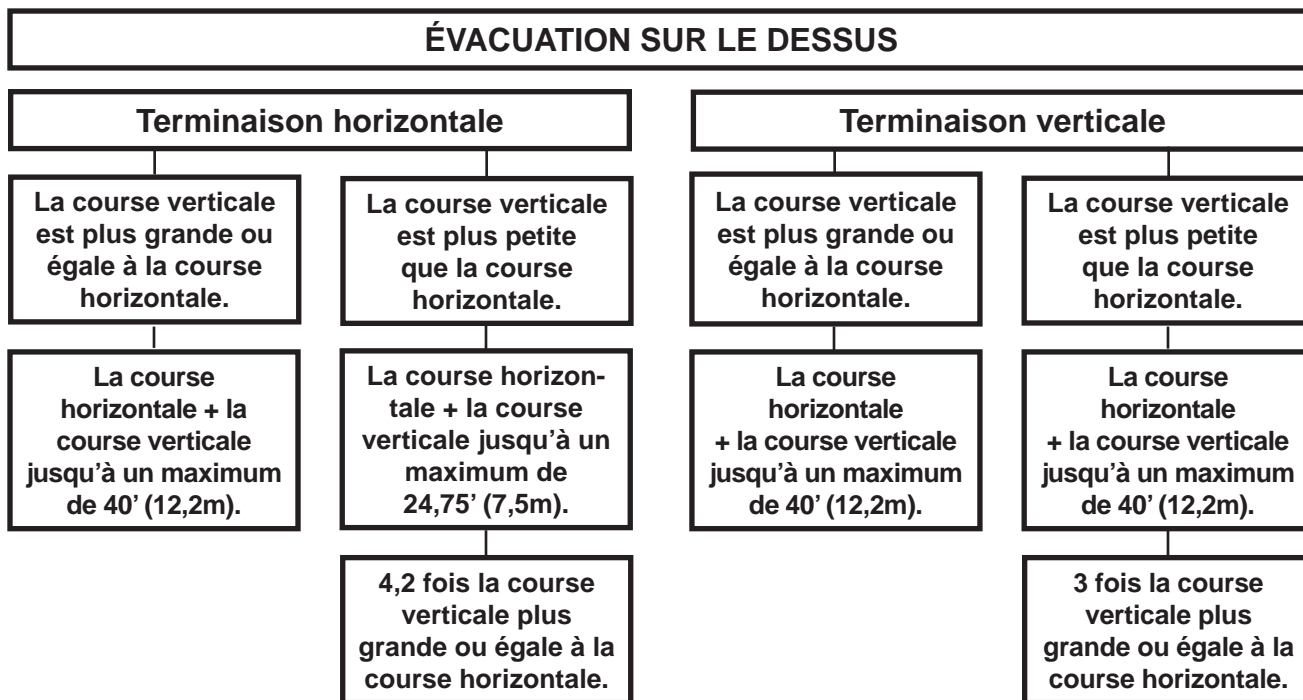 ÉVACUATION SUR LE DESSUS
Terminaison horizontale
La course verticale
est plus grande ou
égale à la course
horizontale.
La course
horizontale + la
course verticale
jusqu’à un maximum
de 40’ (12,2m).
La course verticale
est plus petite
que la course
horizontale.
La course horizon-
tale + la course
verticale jusqu’à un
maximum de
24,75’ (7,5m).
4,2 fois la course
verticale plus
grande ou égale à la
course horizontale.
Terminaison verticale
La course verticale
est plus grande ou
égale à la course
horizontale.
La course
horizontale
+ la course verticale
jusqu’à un maximum
de 40’ (12,2m).
La course verticale
est plus petite
que la course
horizontale.
La course
horizontale
+ la course verticale
jusqu’à un maximum
de 40’ (12,2m).
3 fois la course
verticale plus
grande ou égale à la
course horizontale.